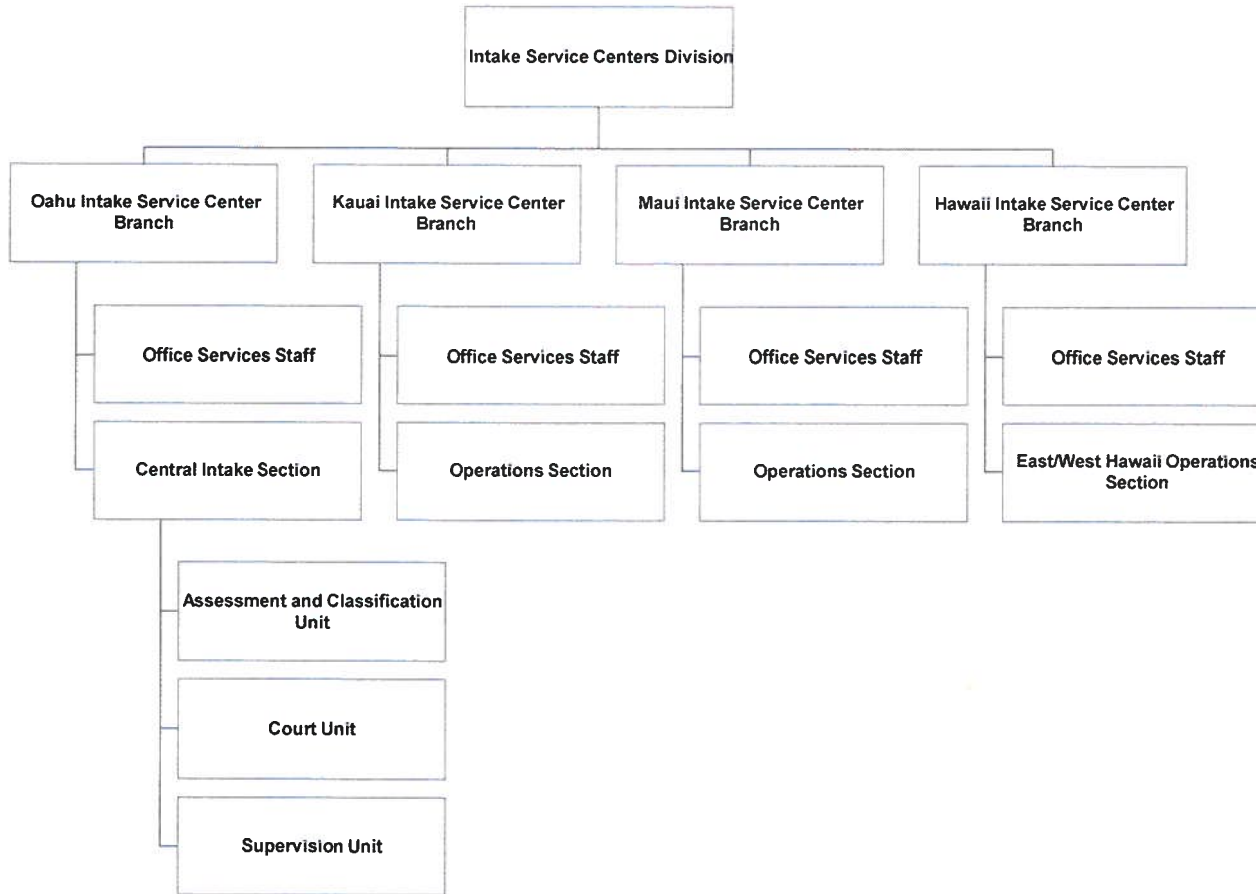 Intake Service Centers Division
Oahu Intake Service Center
Branch
Kauai Intake Service Center
Branch
Maui Intake Service Center
Branch
Hawaii Intake Service Center
Branch
Office Services Staff
Office Services Staff
Office Services Staff
Office Services Staff
Central Intake Section
Operations Section
Operations Section
East/West Hawaii Operations
Section
Assessment and Classification
Unit
Court Unit
Supervision Unit